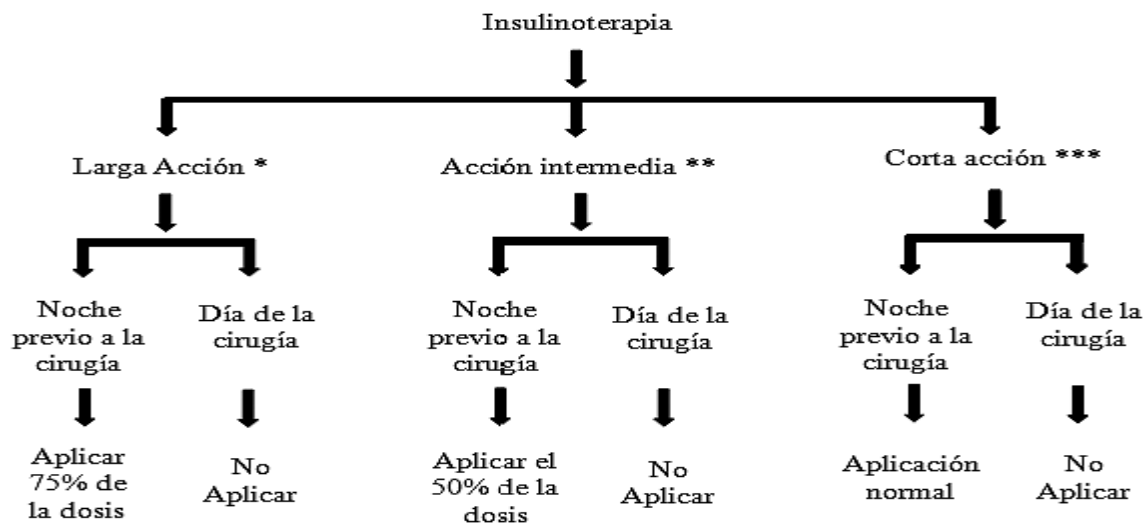 Insulinoterapia
Larga Acción *
Acción intermedia **
Corta acción ***
Noche
previo a la
cirugía
Día de la
cirugía
Noche
previo a la
cirugía
Día de la
cirugía
Noche
previo a la
cirugía
Día de la
cirugía
Aplicar
75% de
la dosis
No
Aplicar
Aplicar el
50% de la
dosis
No
Aplicar
Aplicación
normal
No
Aplicar